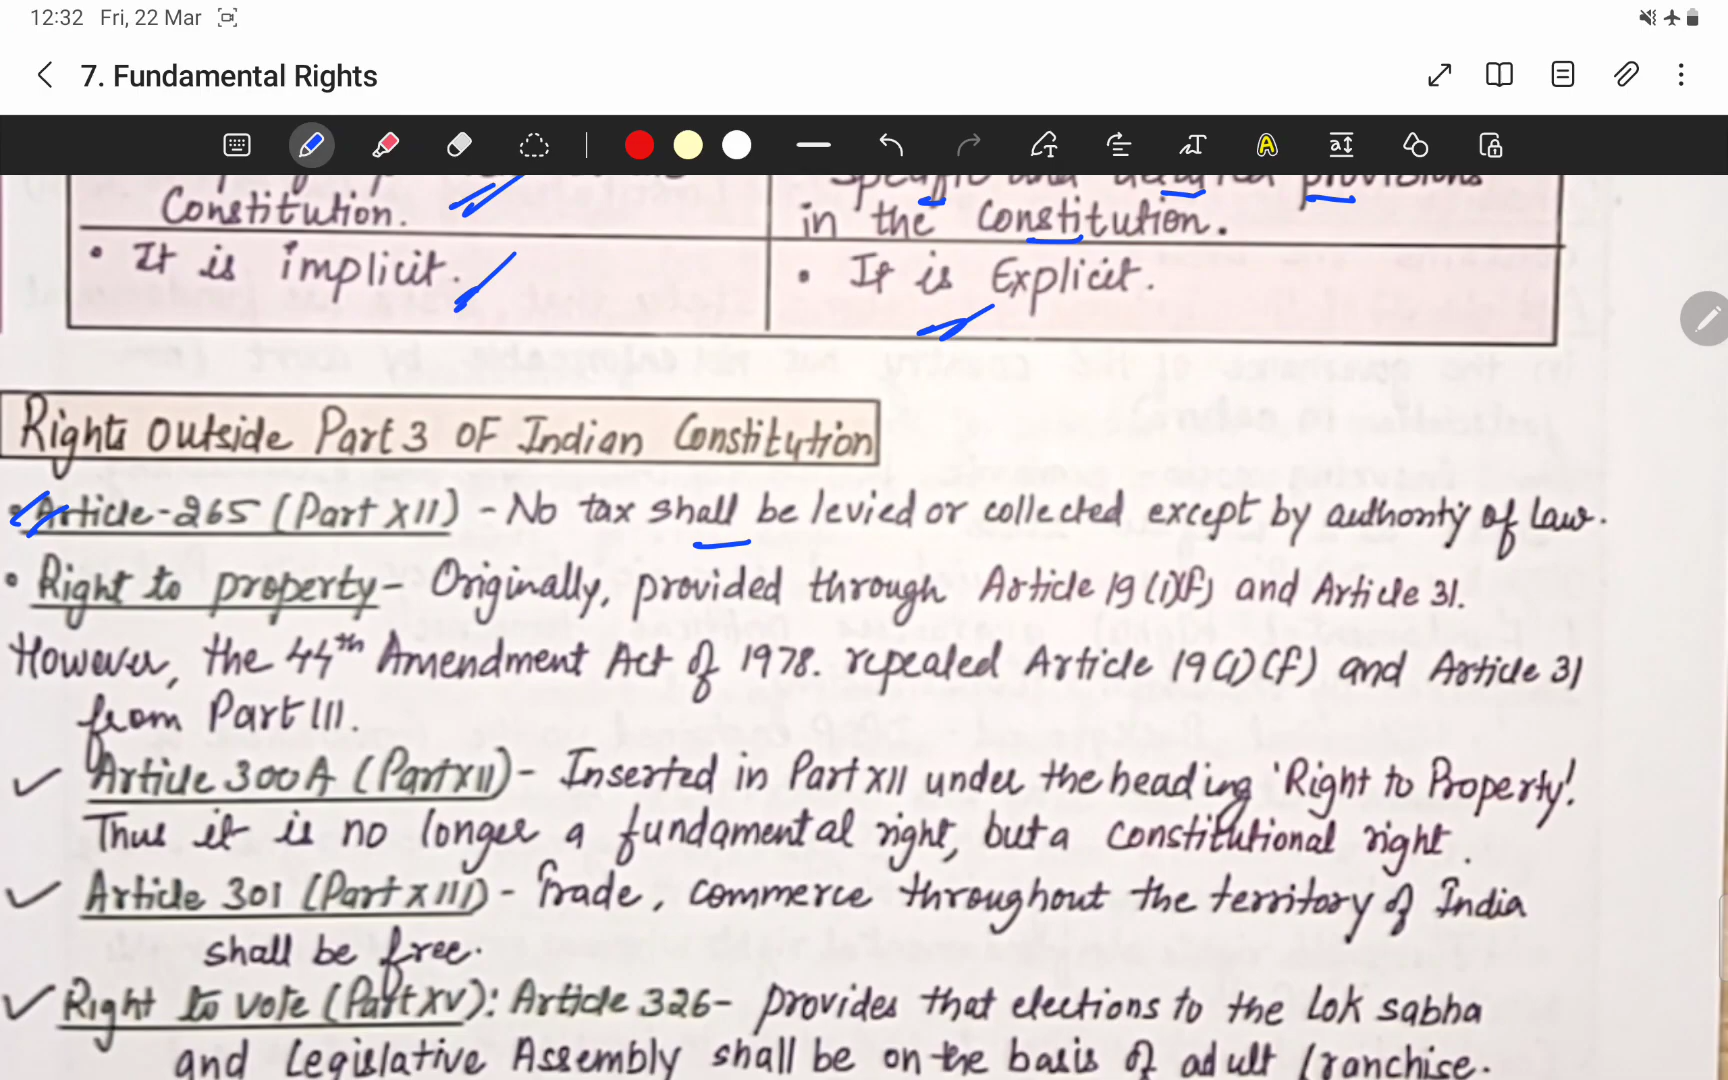 12:32 Fri, 22 Mar
7. Fundamental Rights
Specific and detailed provisions
Constitution.
in the Constitution.
• It is implicit.
• It is Explicit.
Rights outside Part 3 OF Indian Constitution
• Article-265 (Part XII) - No tax shall be levied or collected except by authority of law.
• Right to property - Originally, provided through Article 19(1)(f) and Article 31.
However, the 44th Amendment Act of 1978. repealed Article 19(1)(f) and Article 31
from Part III.
Article 300A (Part XII) - Inserted in Part XII under the heading 'Right to Property'.
Thus it is no longer a fundamental right, but a constitutional right.
Article 301 (Part XIII) - Trade, commerce throughout the territory of India
shall be free.
Right to vote (Part XV): Article 326 - provides that elections to the Lok sabha
and Legislative Assembly shall be on the basis of adult franchise.